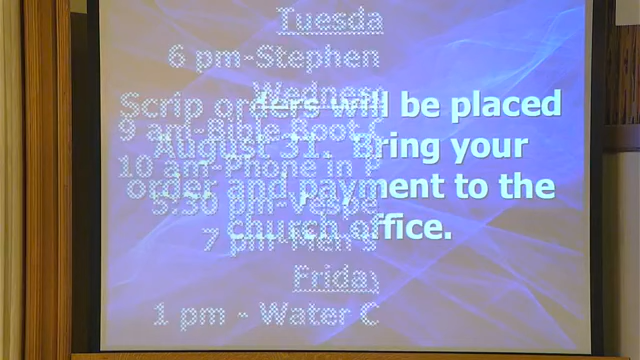 Tuesda
6 pm-Stephen
Wednes
Scrip orders will be placed
9 am-Bible Boot C
August 31. Bring your
10 am-Phone in P
order and payment to the
5:30 pm-Vespe
church office.
7 pm-Men's
Friday
1 pm - Water C